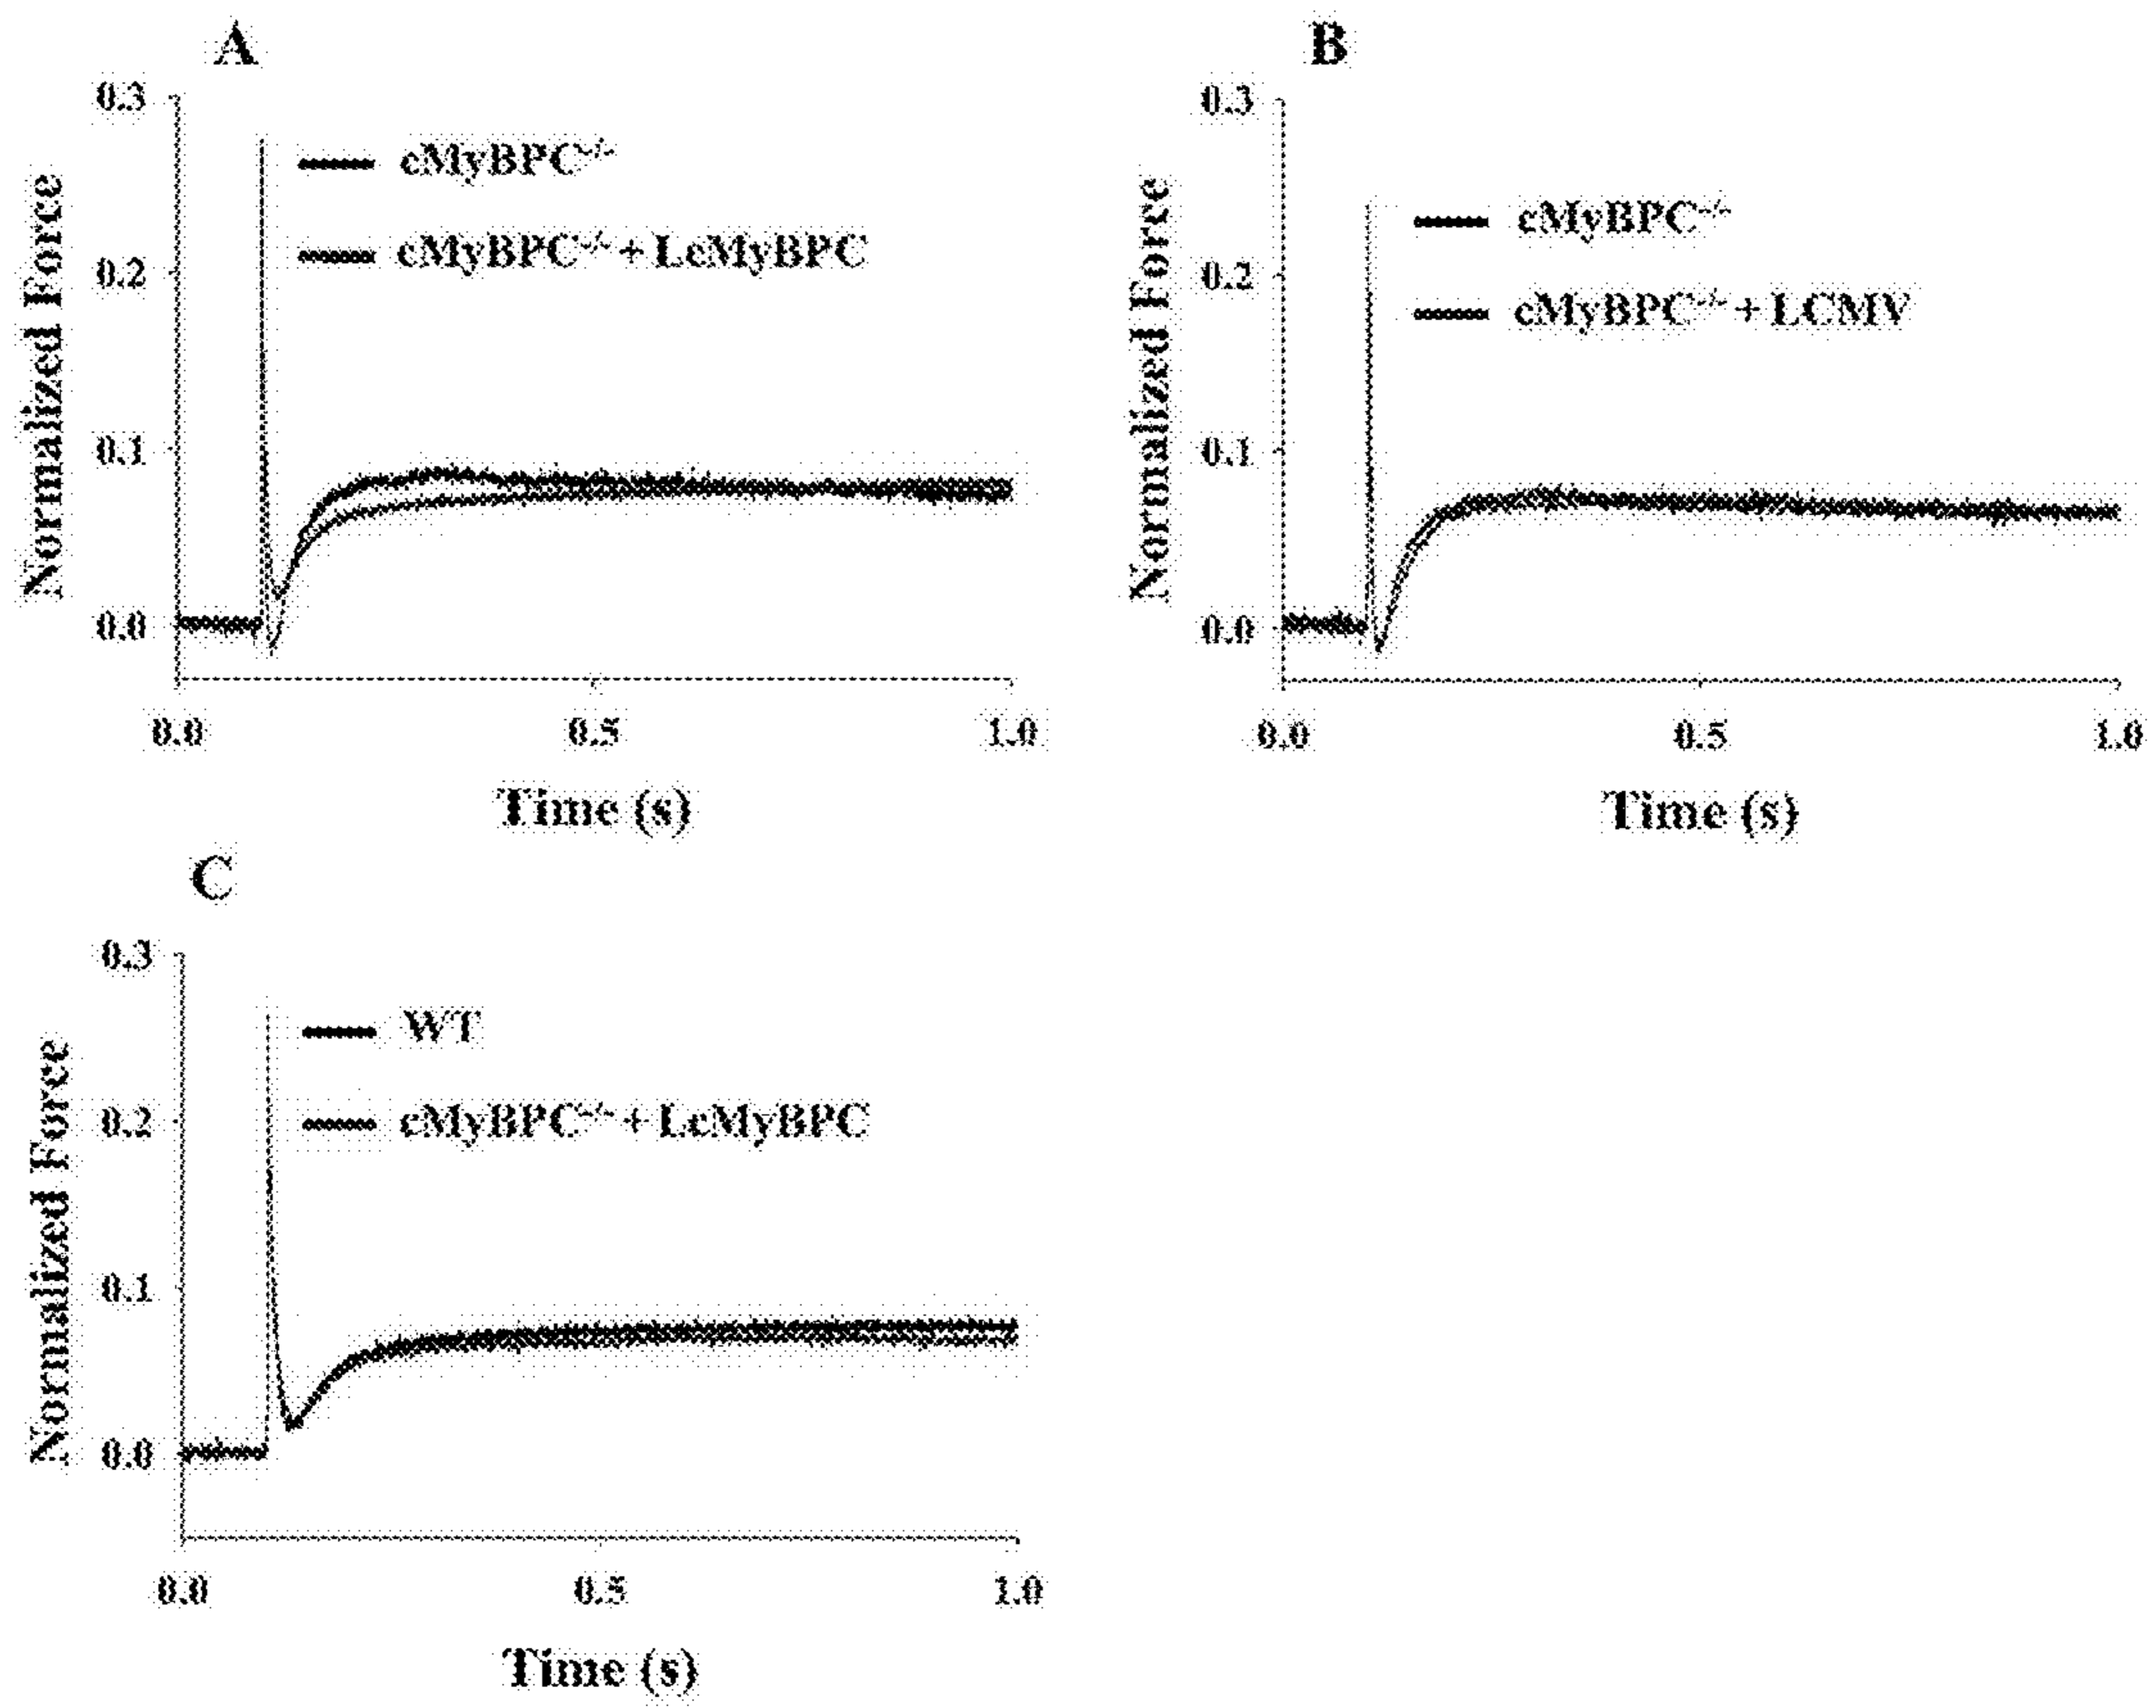 A
0.3
0.2
0.1
0.0
Normalized Force
cMyBPC-/-
cMyBPC-/- + LcMyBPC
0.0 0.5 1.0
Time (s)
B
0.3
0.2
0.1
0.0
Normalized Force
cMyBPC-/-
cMyBPC-/- + LCMV
0.0 0.5 1.0
Time (s)
C
0.3
0.2
0.1
0.0
Normalized Force
WT
cMyBPC-/- + LcMyBPC
0.0 0.5 1.0
Time (s)